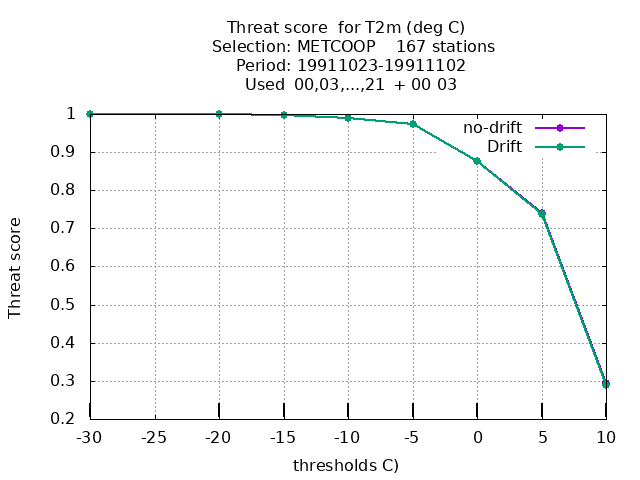 Threat score  for T2m (deg C)
Selection: METCOOP    167 stations
Period: 19911023-19911102
Used  00,03,...,21  + 00 03
no-drift
Drift
Threat score
1
0.9
0.8
0.7
0.6
0.5
0.4
0.3
0.2
-30 -25 -20 -15 -10 -5 0 5 10
thresholds C)